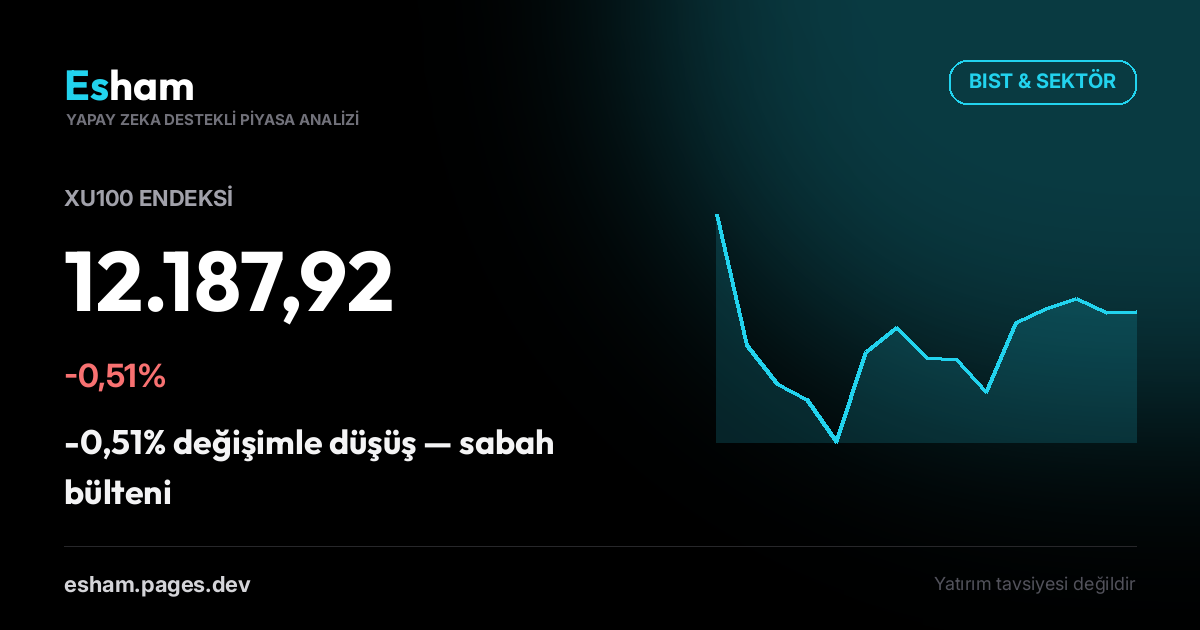 Esham
YAPAY ZEKA DESTEKLİ PİYASA ANALİZİ
BIST & SEKTÖR
XU100 ENDEKSİ
12.187,92
-0,51%
-0,51% değişimle düşüş — sabah
bülteni
esham.pages.dev
Yatırım tavsiyesi değildir